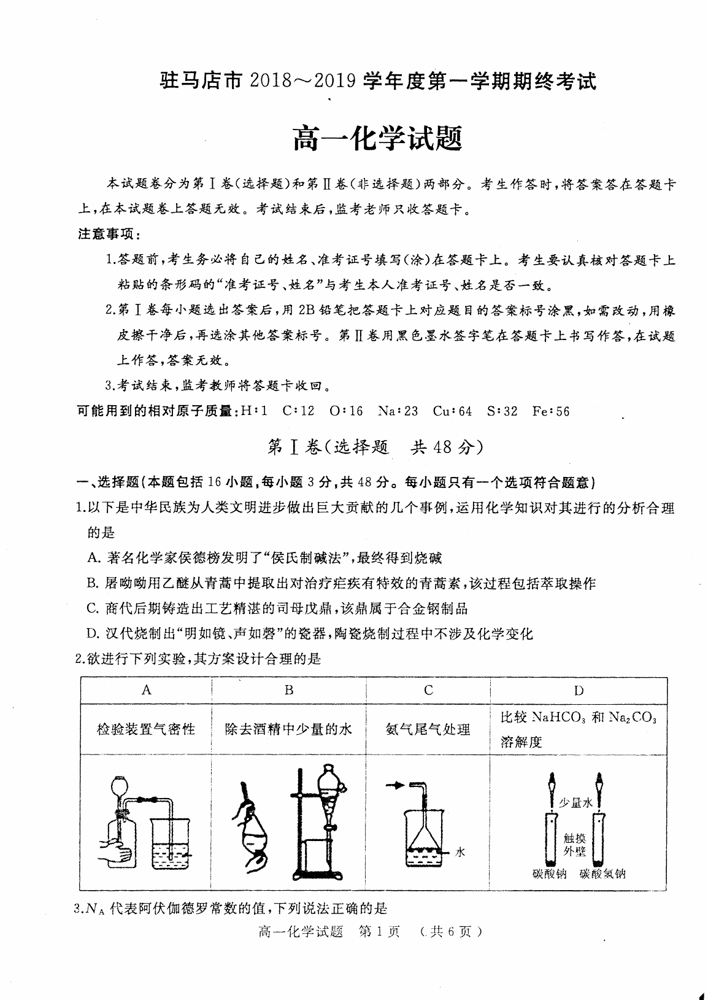 驻马店市 2018～2019 学年度第一学期期终考试
高一化学试题
本试题卷分为第Ⅰ卷(选择题)和第Ⅱ卷(非选择题)两部分。考生作答时,将答案答在答题卡
上,在本试题卷上答题无效。考试结束后,监考老师只收答题卡。
注意事项:
1.答题前,考生务必将自己的姓名、准考证号填写(涂)在答题卡上。考生要认真核对答题卡上
粘贴的条形码的“准考证号、姓名”与考生本人准考证号、姓名是否一致。
2.第Ⅰ卷每小题选出答案后,用 2B 铅笔把答题卡上对应题目的答案标号涂黑,如需改动,用橡
皮擦干净后,再选涂其他答案标号。第Ⅱ卷用黑色墨水签字笔在答题卡上书写作答,在试题
上作答,答案无效。
3.考试结束,监考教师将答题卡收回。
可能用到的相对原子质量:H:1 C:12 O:16 Na:23 Cu:64 S:32 Fe:56
第Ⅰ卷(选择题 共 48 分)
一、选择题(本题包括 16 小题,每小题 3 分,共 48 分。每小题只有一个选项符合题意)
1.以下是中华民族为人类文明进步做出巨大贡献的几个事例,运用化学知识对其进行的分析合理
的是
A. 著名化学家侯德榜发明了“侯氏制碱法”,最终得到烧碱
B. 屠呦呦用乙醚从青蒿中提取出对治疗疟疾有特效的青蒿素,该过程包括萃取操作
C. 商代后期铸造出工艺精湛的司母戊鼎,该鼎属于合金钢制品
D. 汉代烧制出“明如镜、声如磬”的瓷器,陶瓷烧制过程中不涉及化学变化
2.欲进行下列实验,其方案设计合理的是
A B C D
检验装置气密性 除去酒精中少量的水 氨气尾气处理 比较 NaHCO₃ 和 Na₂CO₃
溶解度
少量水
触摸
外壁
水
碳酸钠 碳酸氢钠
3.N_A 代表阿伏伽德罗常数的值,下列说法正确的是
高一化学试题 第 1 页 (共 6 页)